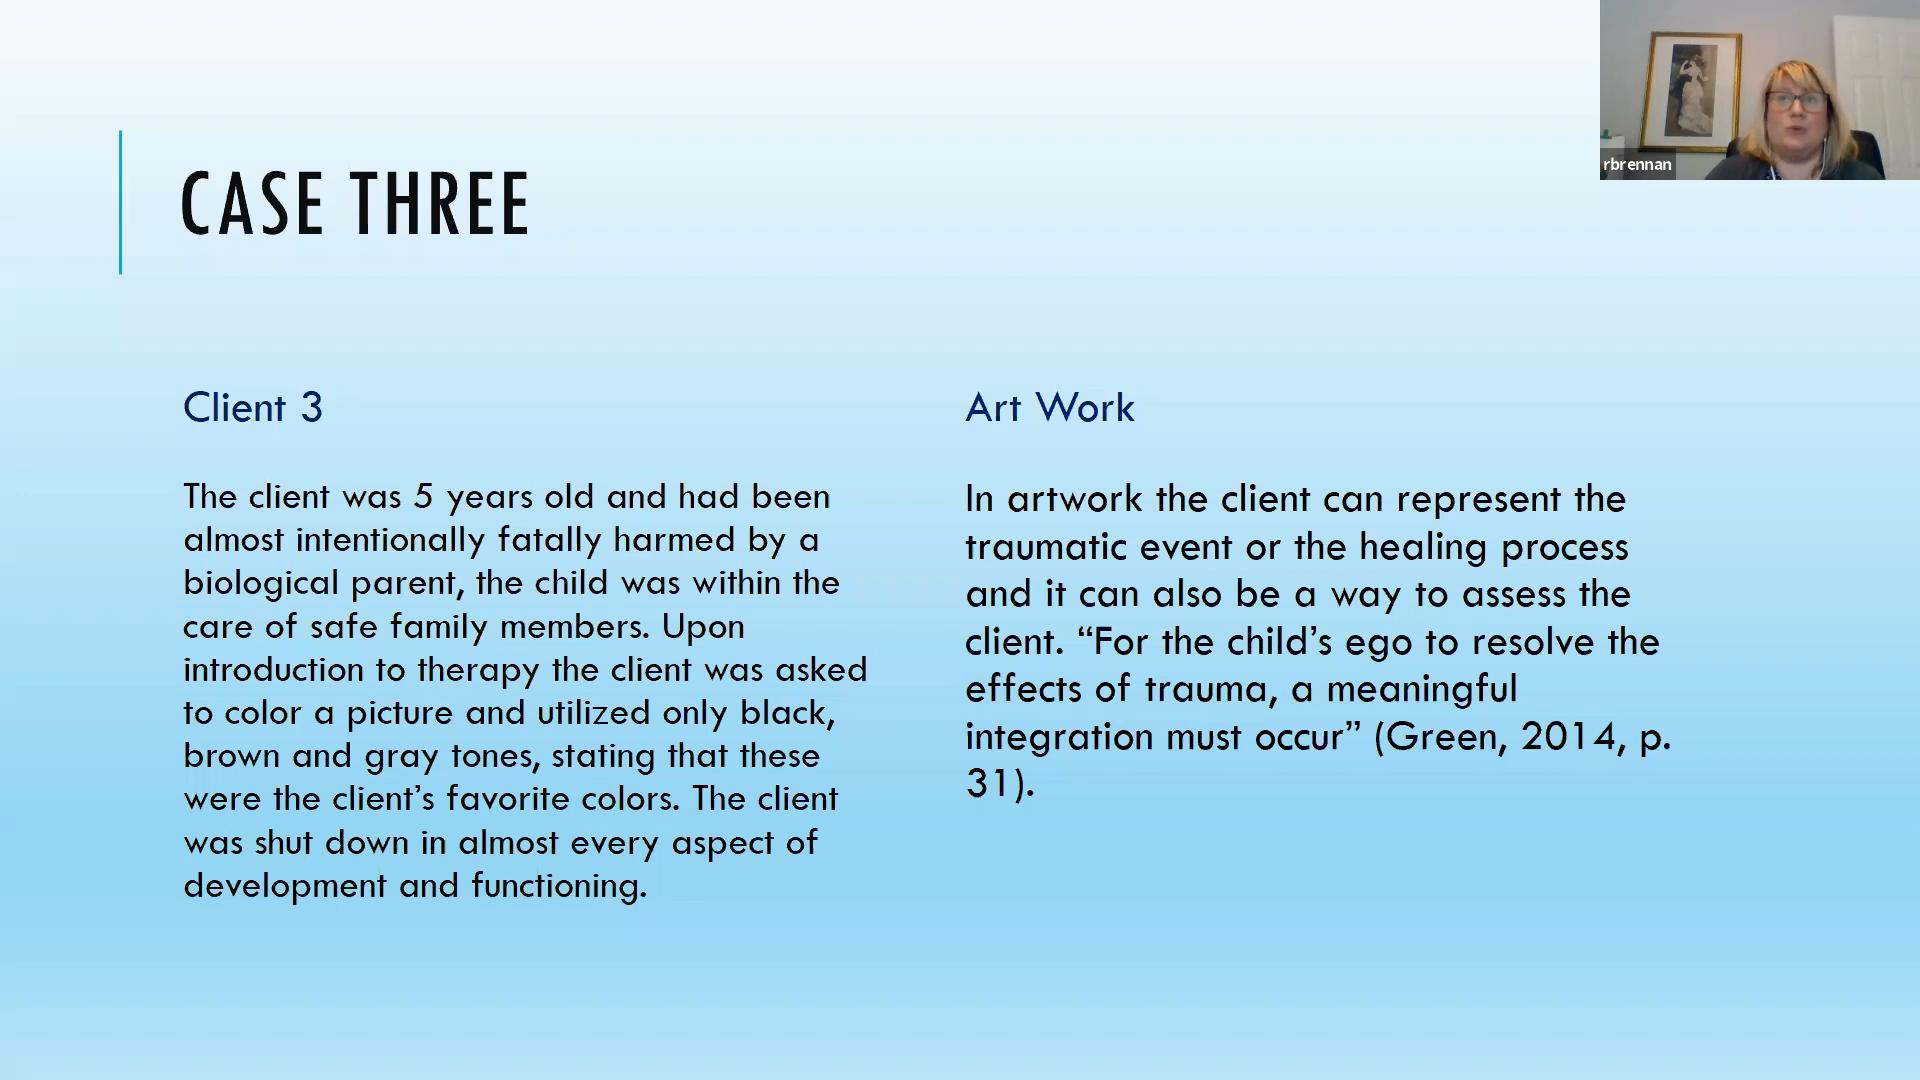 rbrennan
CASE THREE
Client 3
The client was 5 years old and had been
almost intentionally fatally harmed by a
biological parent, the child was within the
care of safe family members. Upon
introduction to therapy the client was asked
to color a picture and utilized only black,
brown and gray tones, stating that these
were the client’s favorite colors. The client
was shut down in almost every aspect of
development and functioning.
Art Work
In artwork the client can represent the
traumatic event or the healing process
and it can also be a way to assess the
client. “For the child’s ego to resolve the
effects of trauma, a meaningful
integration must occur” (Green, 2014, p.
31).